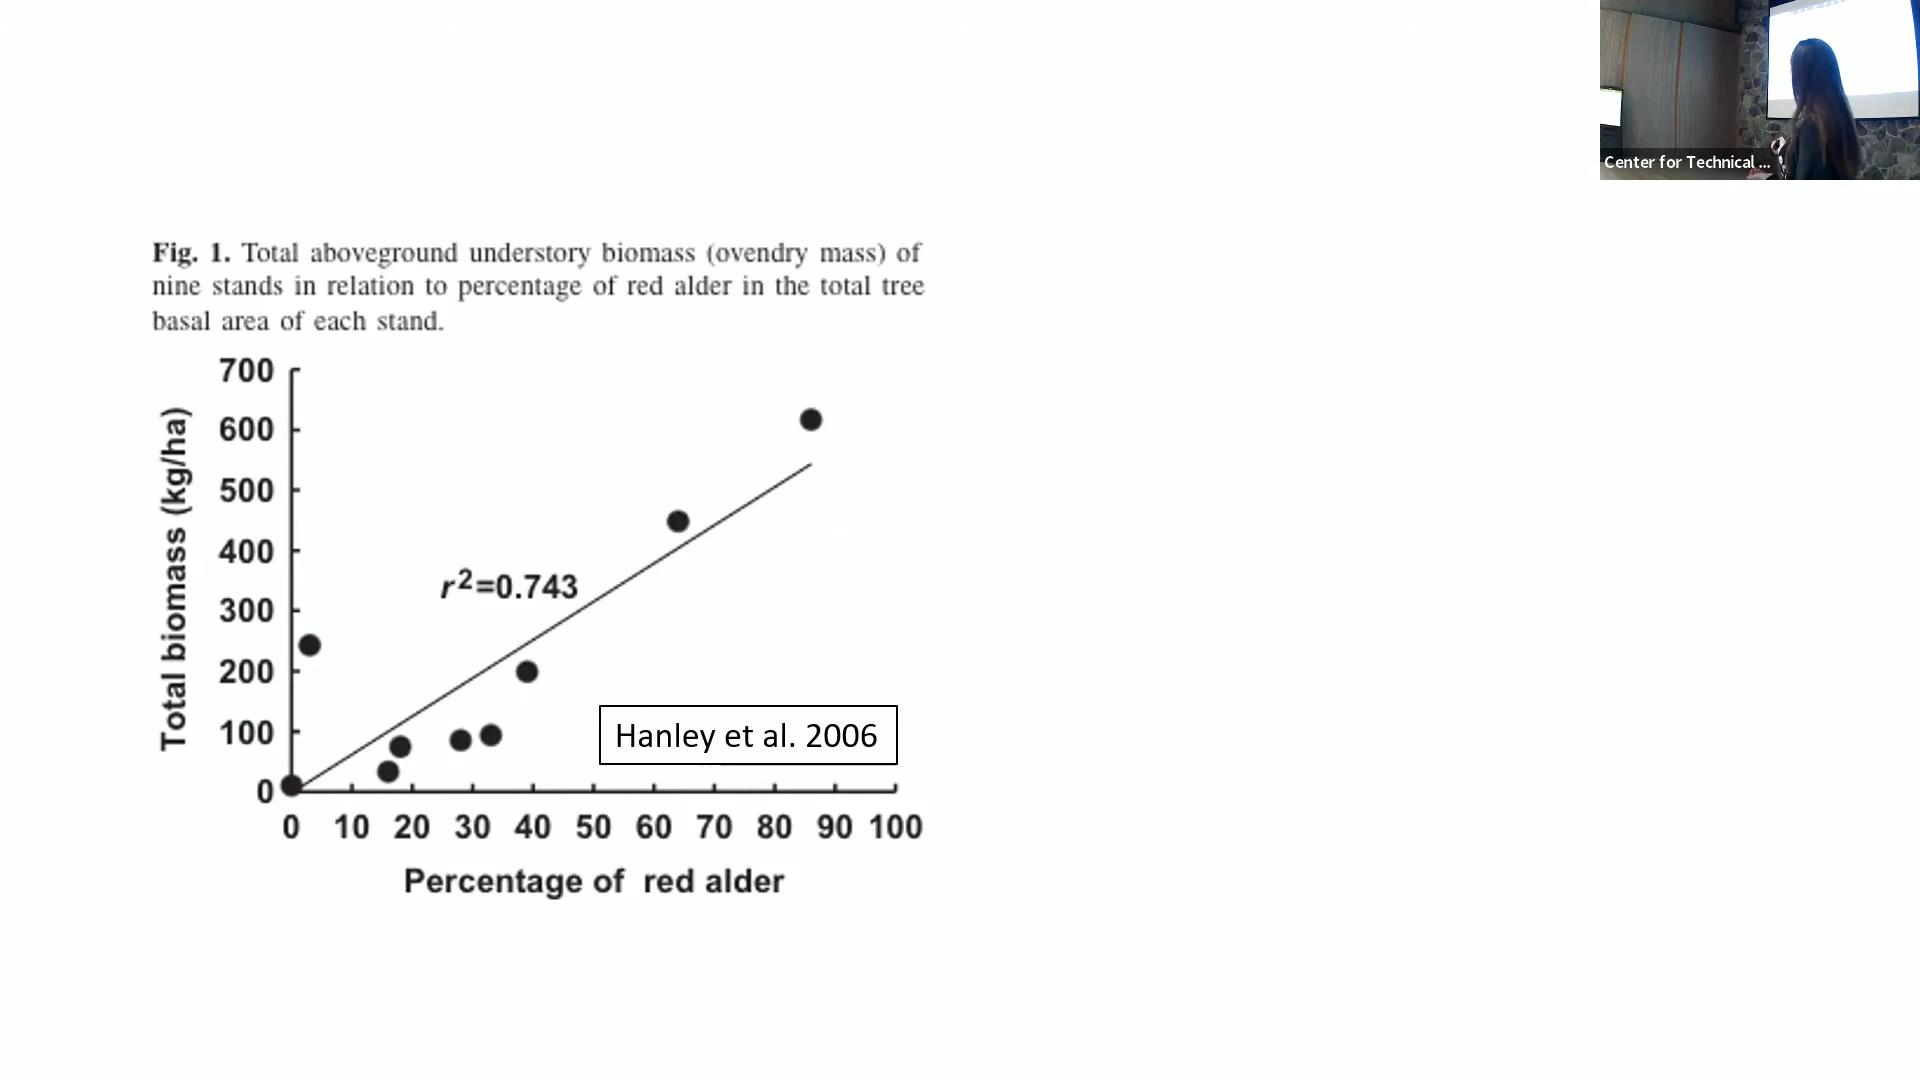 Center for Technical ...
Fig. 1. Total aboveground understory biomass (ovendry mass) of
nine stands in relation to percentage of red alder in the total tree
basal area of each stand.
Total biomass (kg/ha)
700
600
500
400
300
200
100
0
r²=0.743
Hanley et al. 2006
0 10 20 30 40 50 60 70 80 90 100
Percentage of red alder